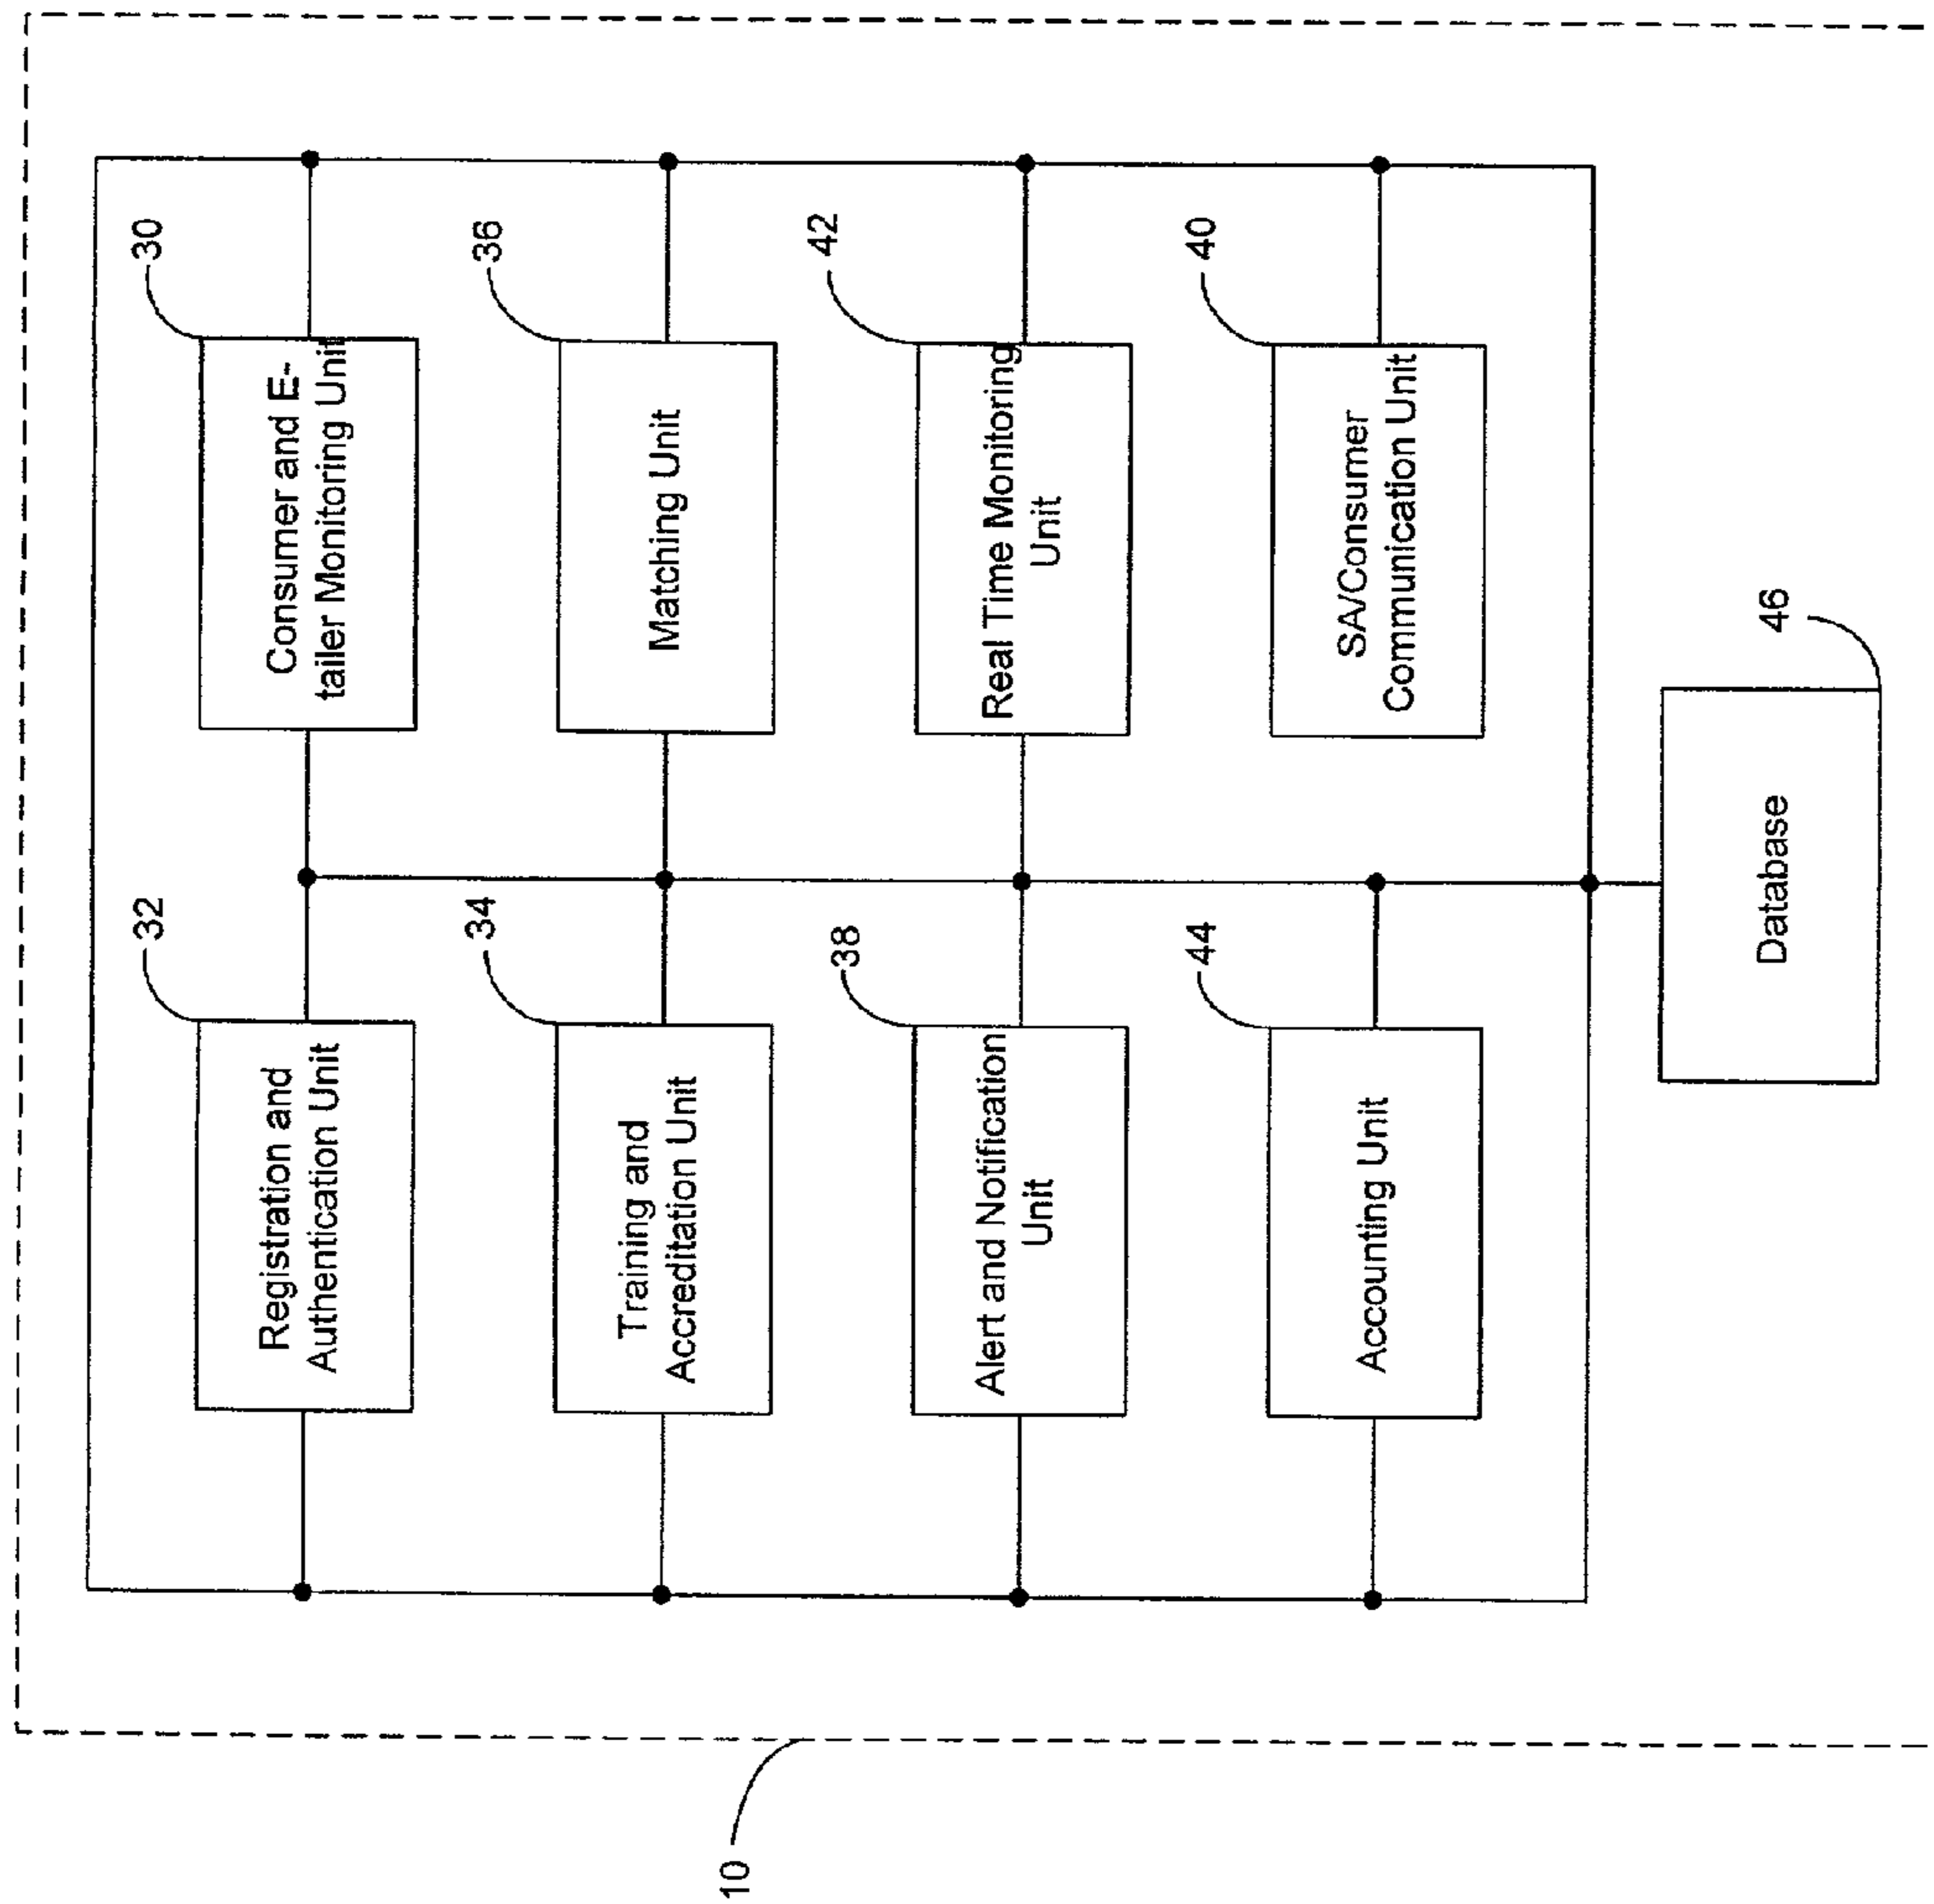 32
30
Registration and
Authentication Unit
Consumer and E-
tailer Monitoring Unit
34
36
Training and
Accreditation Unit
Matching Unit
10
38
42
Alert and Notification
Unit
Real Time Monitoring
Unit
44
40
Accounting Unit
SA/Consumer
Communication Unit
46
Database